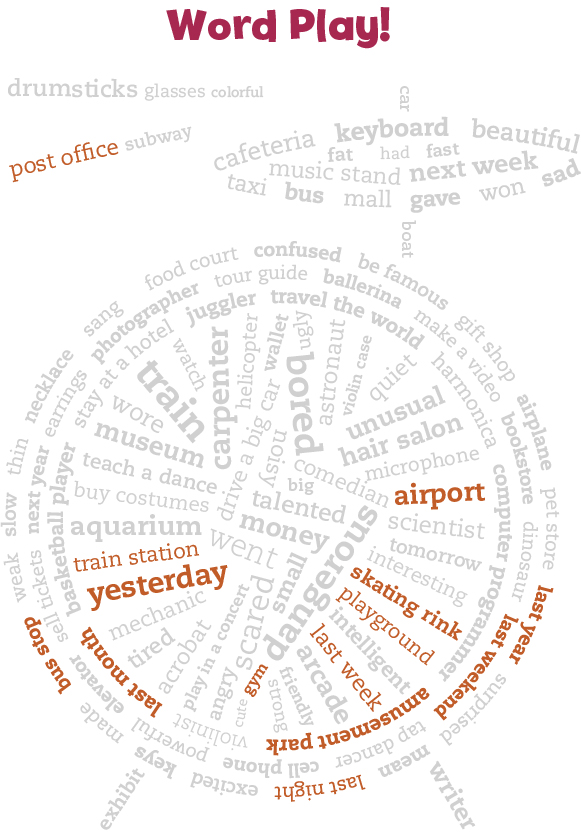 Word Play!
drumsticks glasses colorful
car
post office subway
cafeteria keyboard beautiful
fat had fast
music stand next week sad
taxi bus mall gave won
boat
food court confused be famous
tour guide ballerina
photographer juggler travel the world
sang
gift shop
make a video
stay at a hotel
watch
helicopter
wallet
ugly
astronaut
violin case
quiet
harmonica
necklace
earrings
wore
train
carpenter
drive a big car
bored
unusual
airplane
bookstore
thin
museum
noisy
hair salon
next year
basketball player
teach a dance
comedian
microphone
big
computer programmer
slow
buy costumes
talented
airport
pet store
aquarium
money
scientist
dinosaur
weak
train station
went
tomorrow
sell tickets
yesterday
small
dangerous
interesting
skating rink
mechanic
scared
playground
last year
bus stop
last month
tired
acrobat
play in a concert
intelligent
last weekend
elevator
angry
gym
last week
arcade
friendly
surprised
made
cute
strong
violinist
amusement park
tap dancer
powerful
keys
cell phone
mean
excited
last night
exhibit
writer